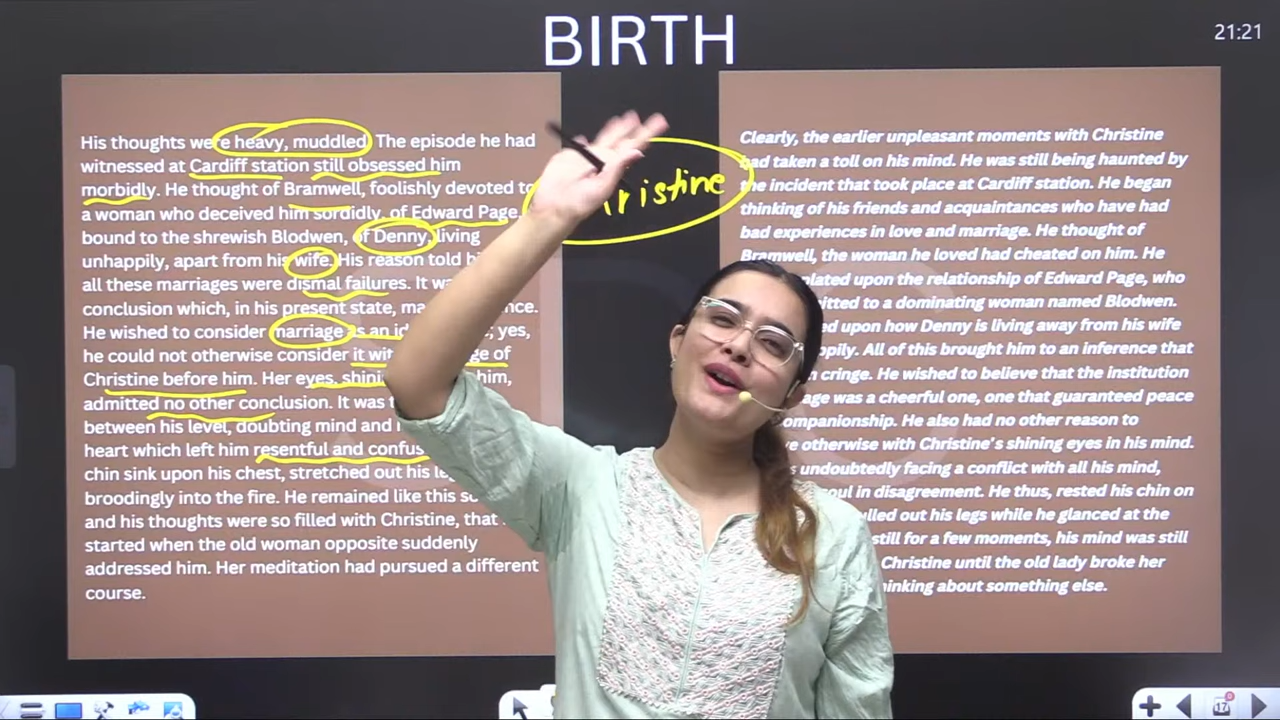 BIRTH
21:21
His thoughts were heavy, muddled. The episode he had
witnessed at Cardiff station still obsessed him
morbidly. He thought of Bramwell, foolishly devoted to
a woman who deceived him sordidly, of Edward Page,
bound to the shrewish Blodwen, of Denny, living
unhappily, apart from his wife. His reason told
all these marriages were dismal failures. It
conclusion which, in his present state,
He wished to consider marriage as an yes,
he could not otherwise consider it of
Christine before him. Her eyes, him,
admitted no other conclusion. It was
between his level, doubting mind and
heart which left him resentful and
chin sink upon his chest, stretched out his
broodingly into the fire. He remained like this
and his thoughts were so filled with Christine, that
started when the old woman opposite suddenly
addressed him. Her meditation had pursued a different
course.
ristine
Clearly, the earlier unpleasant moments with Christine
had taken a toll on his mind. He was still being haunted by
the incident that took place at Cardiff station. He began
thinking of his friends and acquaintances who have had
bad experiences in love and marriage. He thought of
Bramwell, the woman he loved had cheated on him. He
upon the relationship of Edward Page, who
to a dominating woman named Blodwen.
upon how Denny is living away from his wife
All of this brought him to an inference that
cringe. He wished to believe that the institution
was a cheerful one, one that guaranteed peace
He also had no other reason to
otherwise with Christine's shining eyes in his mind.
undoubtedly facing a conflict with all his mind,
in disagreement. He thus, rested his chin on
out his legs while he glanced at the
still for a few moments, his mind was still
Christine until the old lady broke her
about something else.
17